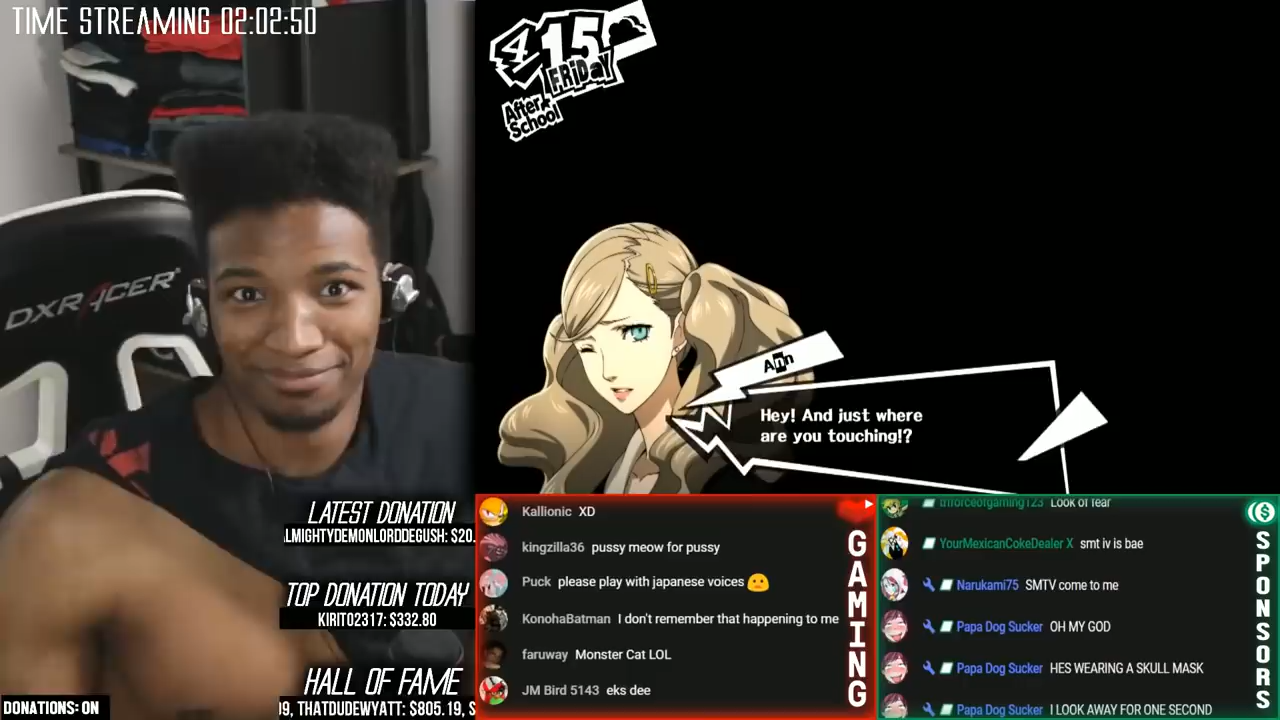 TIME STREAMING 02:02:50
4 15
FRIDAY
After School
DXRACER
Ann
Hey! And just where
are you touching!?
LATEST DONATION
LMIGHTYDEMONLORDDEGUSH: $20.
TOP DONATION TODAY
KIRITO2317: $332.80
HALL OF FAME
9, THATDUDEWYATT: $805.19, S
DONATIONS: ON
Kallionic XD
kingzilla36 pussy meow for pussy
Puck please play with japanese voices
KonohaBatman I don't remember that happening to me
faruway Monster Cat LOL
JM Bird 5143 eks dee
GAMING
triforceofgaming123 Look of fear
YourMexicanCokeDealer X smt iv is bae
Narukami75 SMTV come to me
Papa Dog Sucker OH MY GOD
Papa Dog Sucker HES WEARING A SKULL MASK
Papa Dog Sucker I LOOK AWAY FOR ONE SECOND
SPONSORS